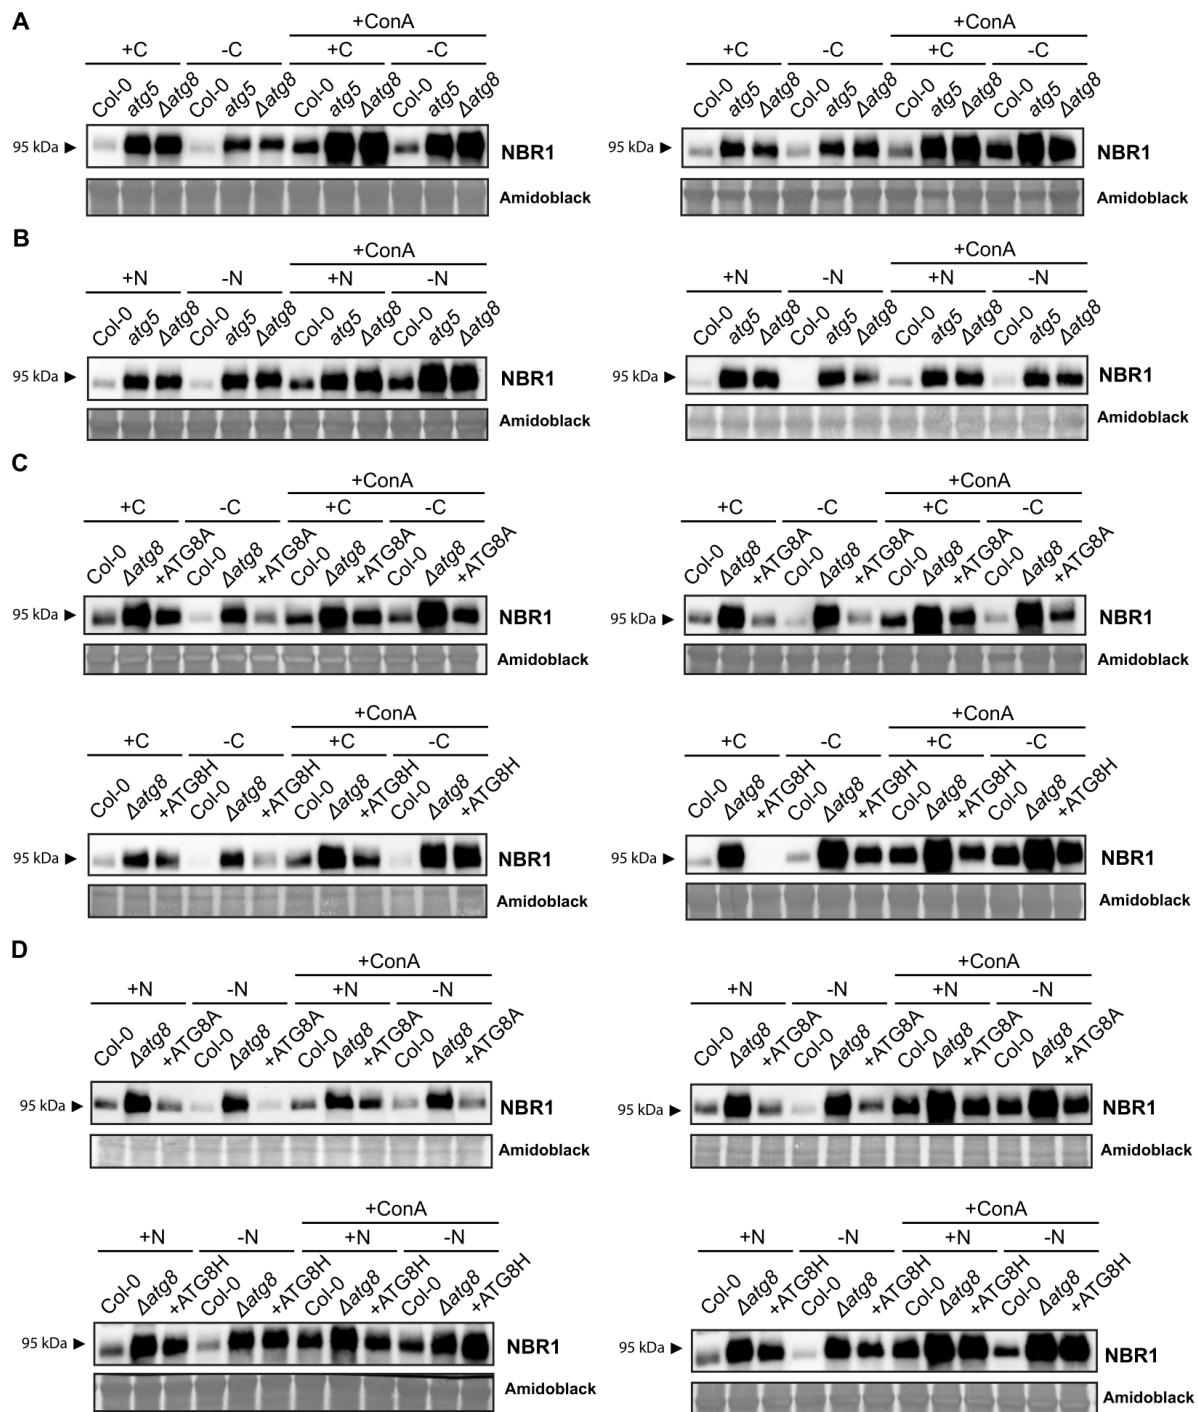 A
+ConA +ConA
+C -C +C -C +C -C +C -C
Col-0 atg5 Δatg8 Col-0 atg5 Δatg8 Col-0 atg5 Δatg8 Col-0 atg5 Δatg8 Col-0 atg5 Δatg8 Col-0 atg5 Δatg8 Col-0 atg5 Δatg8 Col-0 atg5 Δatg8
95 kDa ► NBR1 95 kDa ► NBR1
Amidoblack Amidoblack
B
+ConA +ConA
+N -N +N -N +N -N +N -N
Col-0 atg5 Δatg8 Col-0 atg5 Δatg8 Col-0 atg5 Δatg8 Col-0 atg5 Δatg8 Col-0 atg5 Δatg8 Col-0 atg5 Δatg8 Col-0 atg5 Δatg8 Col-0 atg5 Δatg8
95 kDa ► NBR1 95 kDa ► NBR1
Amidoblack Amidoblack
C
+ConA +ConA
+C -C +C -C +C -C +C -C
Col-0 Δatg8 +ATG8A Col-0 Δatg8 +ATG8A Col-0 Δatg8 +ATG8A Col-0 Δatg8 +ATG8A Col-0 Δatg8 +ATG8A Col-0 Δatg8 +ATG8A Col-0 Δatg8 +ATG8A Col-0 Δatg8 +ATG8A
95 kDa ► NBR1 95 kDa ► NBR1
Amidoblack Amidoblack
+ConA +ConA
+C -C +C -C +C -C +C -C
Col-0 Δatg8 +ATG8H Col-0 Δatg8 +ATG8H Col-0 Δatg8 +ATG8H Col-0 Δatg8 +ATG8H Col-0 Δatg8 +ATG8H Col-0 Δatg8 +ATG8H Col-0 Δatg8 +ATG8H Col-0 Δatg8 +ATG8H
95 kDa ► NBR1 95 kDa ► NBR1
Amidoblack Amidoblack
D
+ConA +ConA
+N -N +N -N +N -N +N -N
Col-0 Δatg8 +ATG8A Col-0 Δatg8 +ATG8A Col-0 Δatg8 +ATG8A Col-0 Δatg8 +ATG8A Col-0 Δatg8 +ATG8A Col-0 Δatg8 +ATG8A Col-0 Δatg8 +ATG8A Col-0 Δatg8 +ATG8A
95 kDa ► NBR1 95 kDa ► NBR1
Amidoblack Amidoblack
+ConA +ConA
+N -N +N -N +N -N +N -N
Col-0 Δatg8 +ATG8H Col-0 Δatg8 +ATG8H Col-0 Δatg8 +ATG8H Col-0 Δatg8 +ATG8H Col-0 Δatg8 +ATG8H Col-0 Δatg8 +ATG8H Col-0 Δatg8 +ATG8H Col-0 Δatg8 +ATG8H
95 kDa ► NBR1 95 kDa ► NBR1
Amidoblack Amidoblack